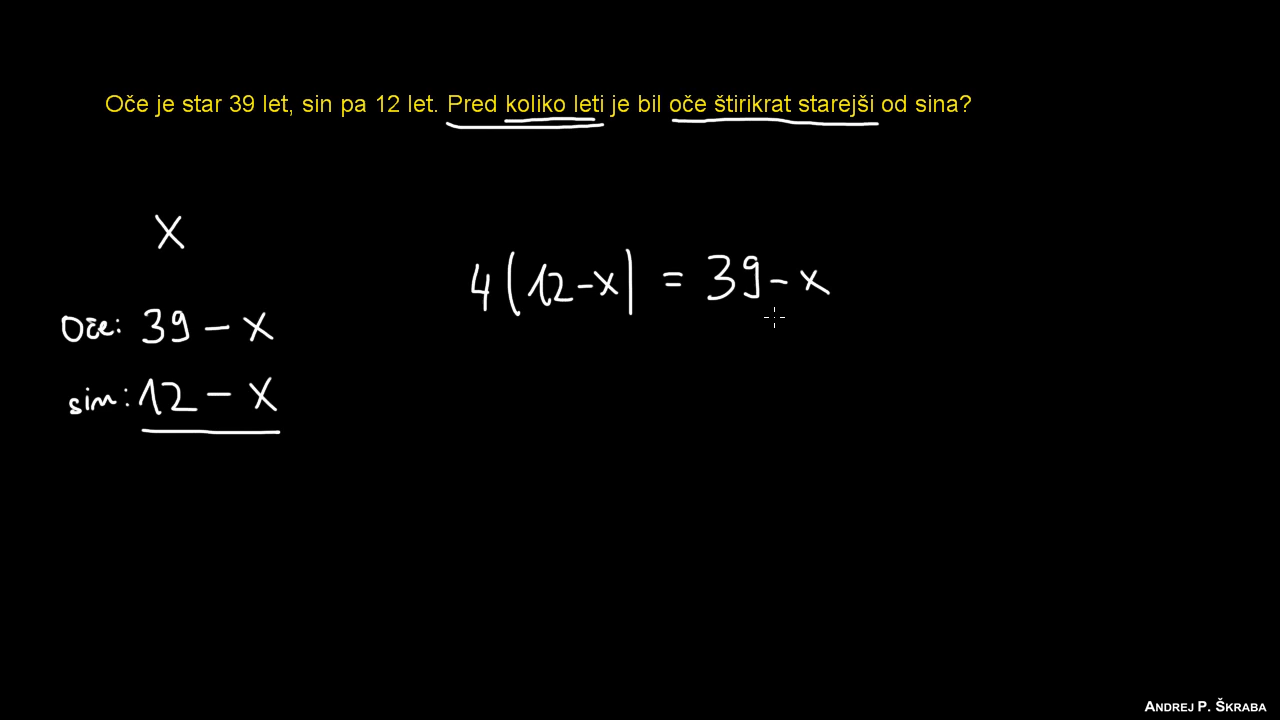 Oče je star 39 let, sin pa 12 let. Pred koliko leti je bil oče štirikrat starejši od sina?
X
4(12-x) = 39-x
Oče: 39 - X
sin: 12 - X
ANDREJ P. ŠKRABA